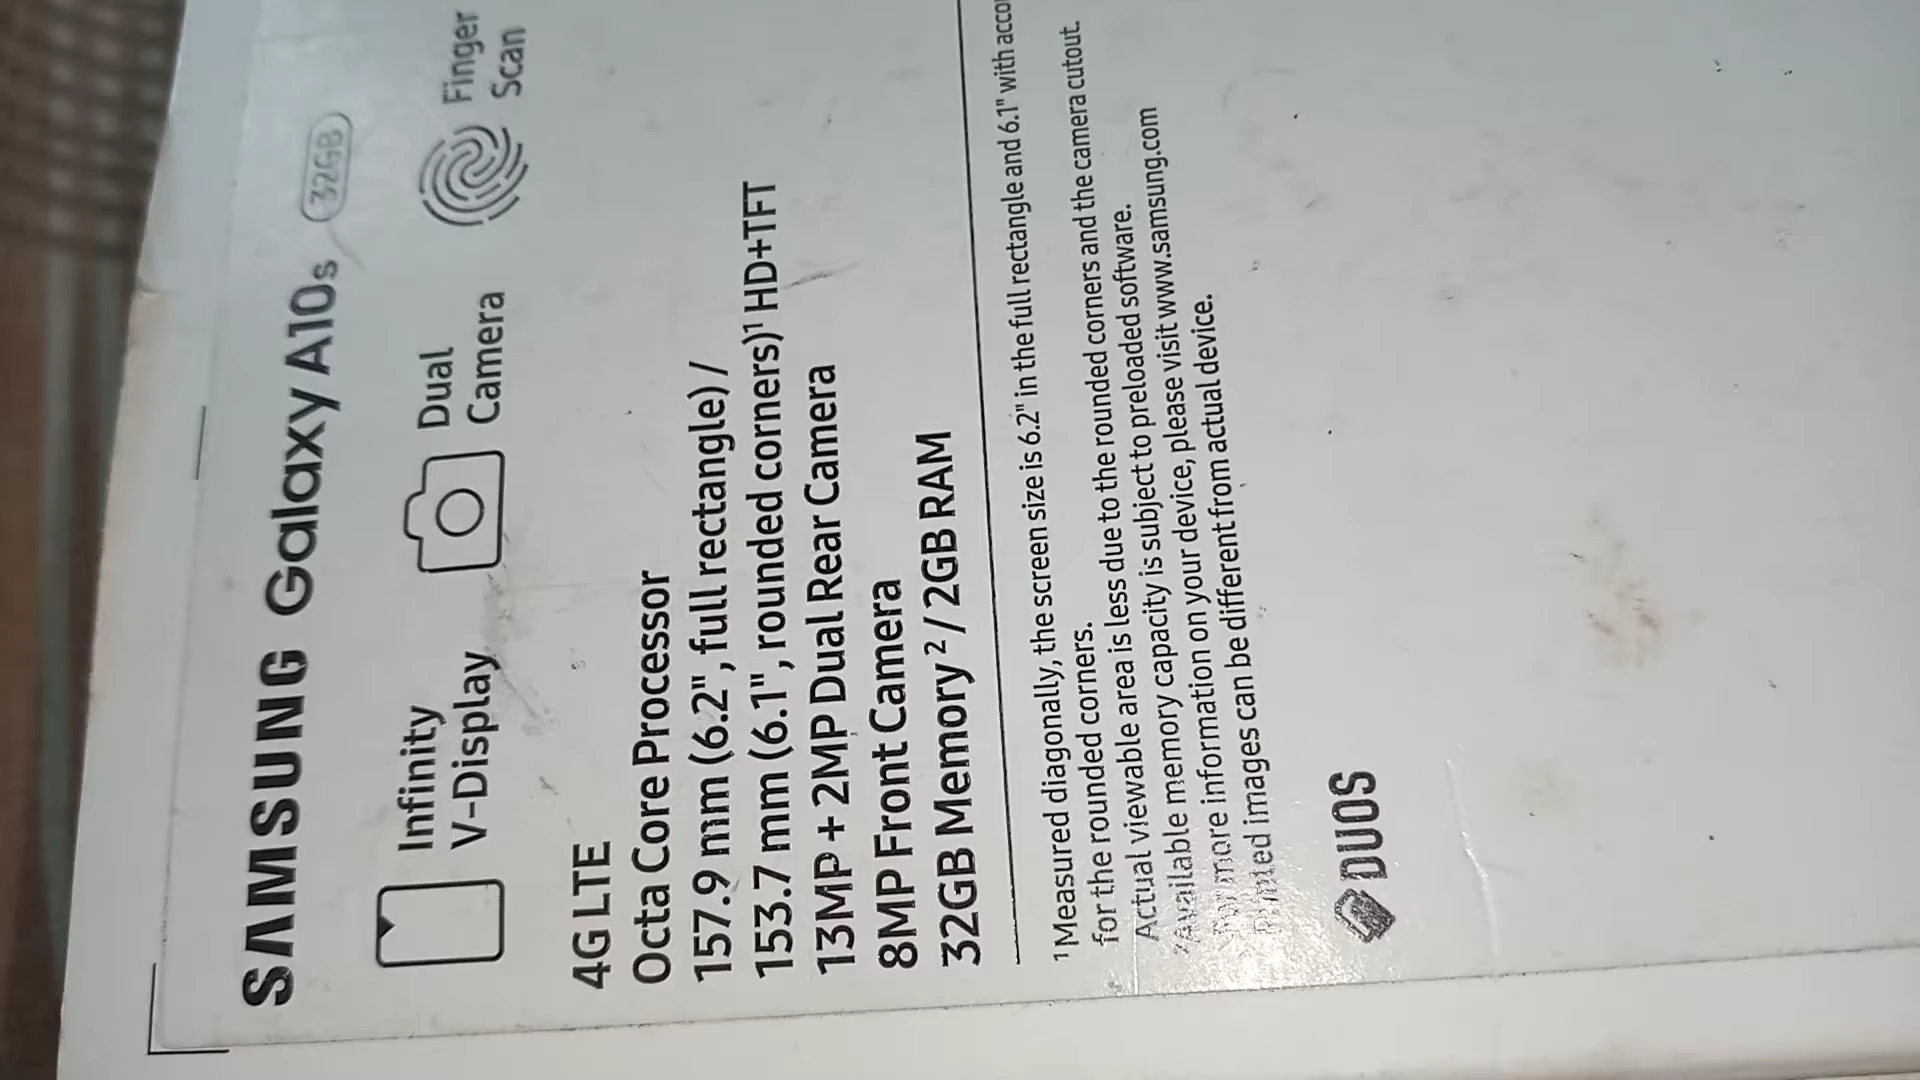 SAMSUNG Galaxy A10s 32GB
Infinity
V-Display
Dual
Camera
Finger
Scan
4G LTE
Octa Core Processor
157.9 mm (6.2", full rectangle) /
153.7 mm (6.1", rounded corners)¹ HD+TFT
13MP + 2MP Dual Rear Camera
8MP Front Camera
32GB Memory² / 2GB RAM
¹ Measured diagonally, the screen size is 6.2" in the full rectangle and 6.1" with
for the rounded corners.
Actual viewable area is less due to the rounded corners and the camera cutout.
²Available memory capacity is subject to preloaded software.
For more information on your device, please visit www.samsung.com
Printed images can be different from actual device.
DUOS